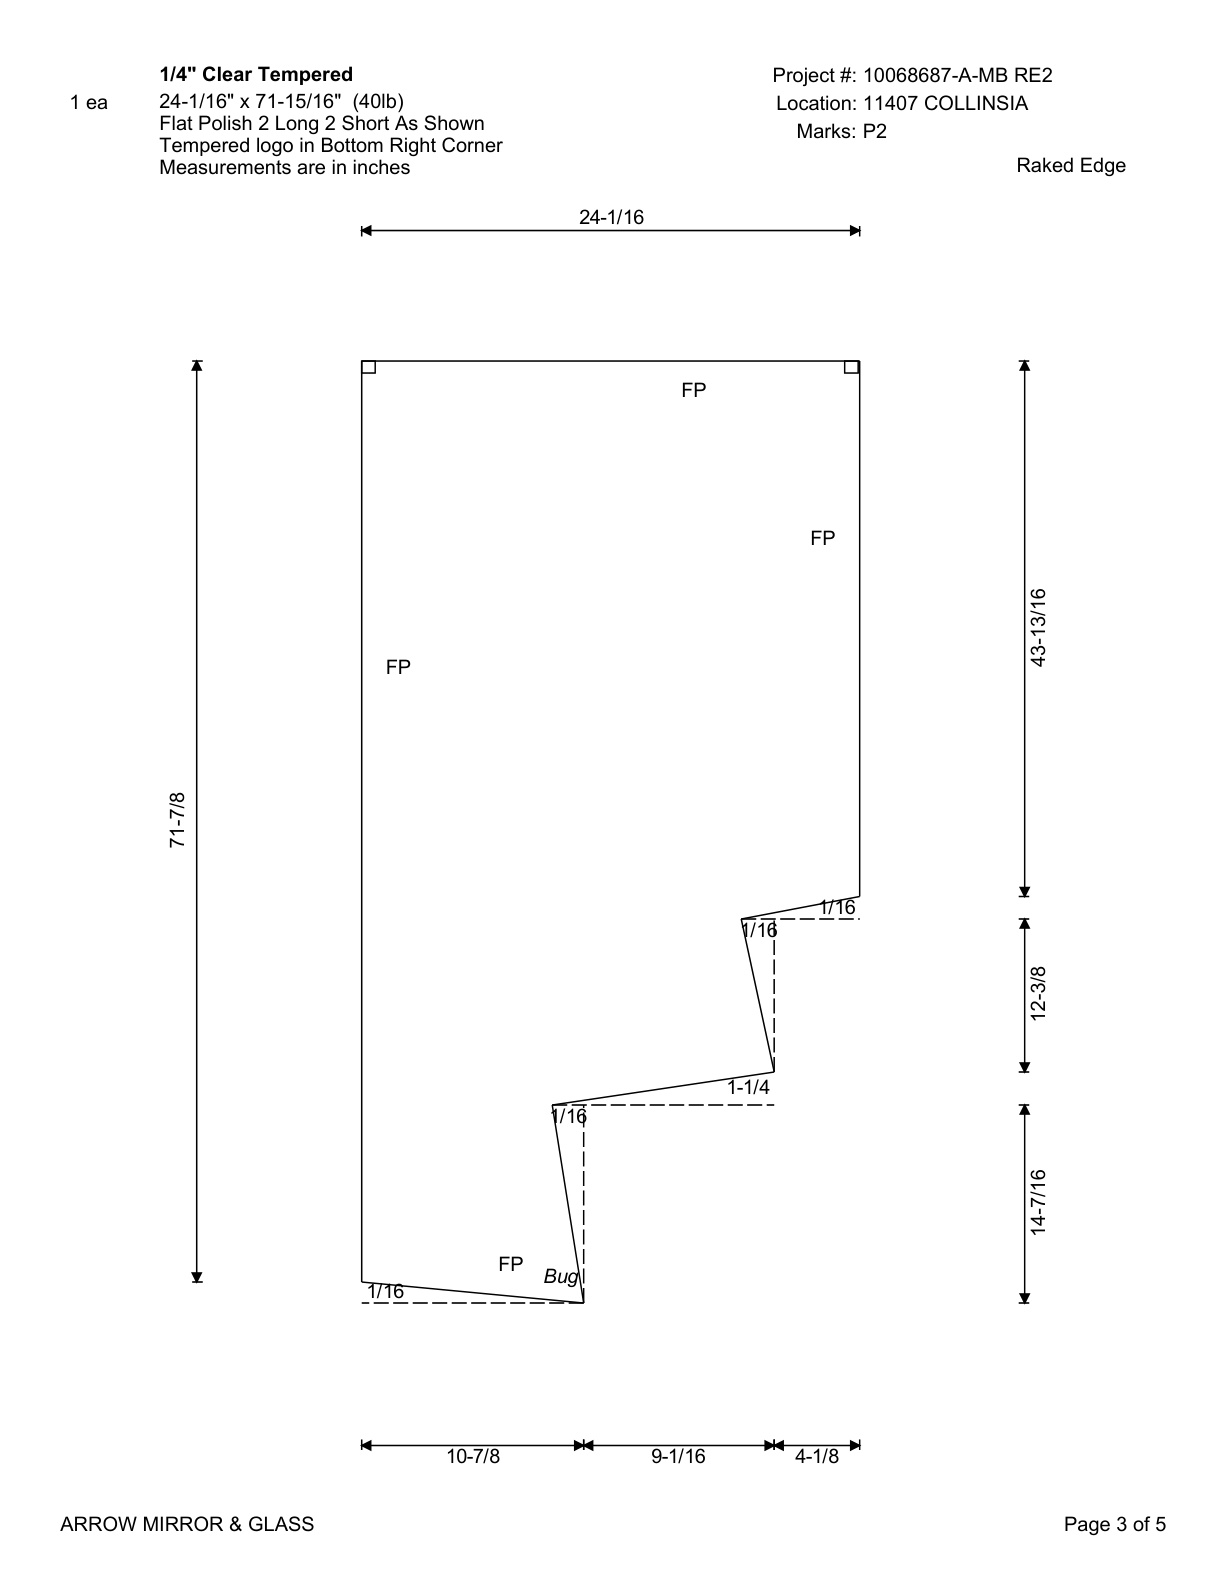 1/4" Clear Tempered
1 ea
24-1/16" x 71-15/16" (40lb)
Flat Polish 2 Long 2 Short As Shown
Tempered logo in Bottom Right Corner
Measurements are in inches
Project #: 10068687-A-MB RE2
Location: 11407 COLLINSIA
Marks: P2
Raked Edge
24-1/16
FP
FP
43-13/16
FP
71-7/8
1/16
1/16
12-3/8
1-1/4
1/16
14-7/16
FP
Bug
1/16
10-7/8
9-1/16
4-1/8
ARROW MIRROR & GLASS
Page 3 of 5